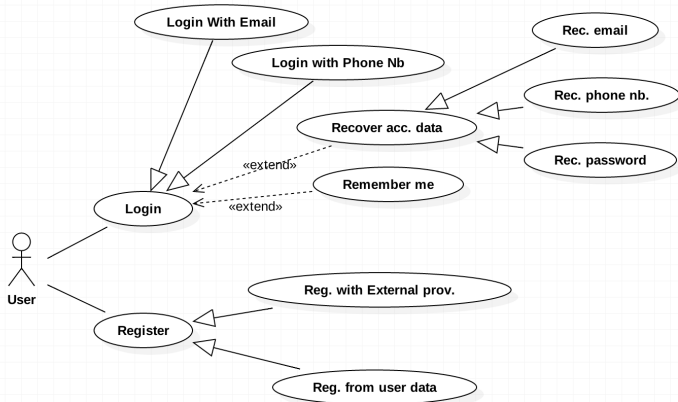 Login With Email
Rec. email
Login with Phone Nb
Rec. phone nb.
Recover acc. data
Rec. password
«extend»
Remember me
Login
«extend»
User
Reg. with External prov.
Register
Reg. from user data